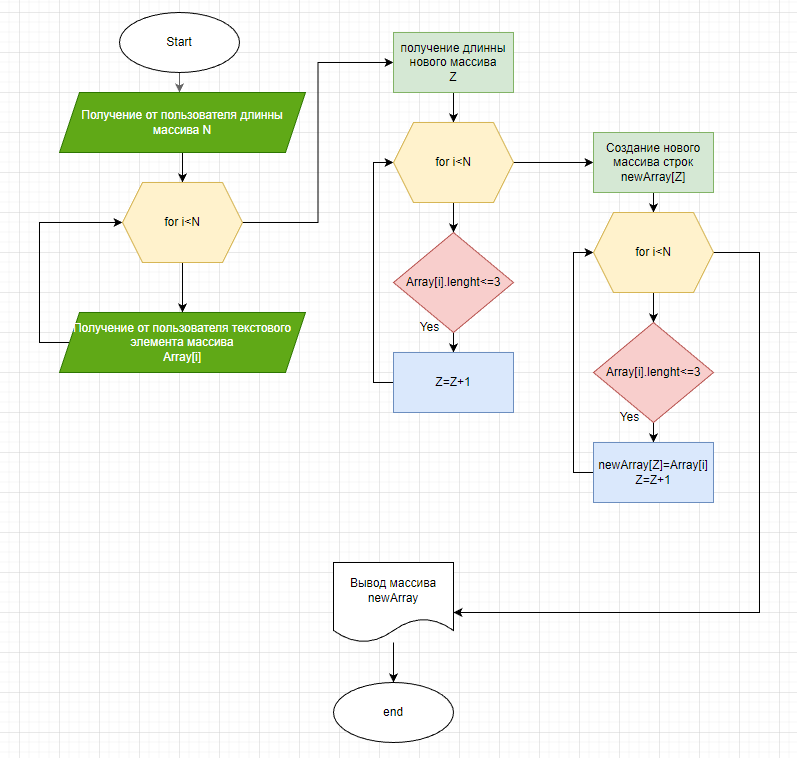 Start
Получение от пользователя длинны
массива N
for i<N
Получение от пользователя текстового
элемента массива
Array[i]
получение длинны
нового массива
Z
for i<N
Array[i].lenght<=3
Yes
Z=Z+1
Создание нового
массива строк
newArray[Z]
for i<N
Array[i].lenght<=3
Yes
newArray[Z]=Array[i]
Z=Z+1
Вывод массива
newArray
end